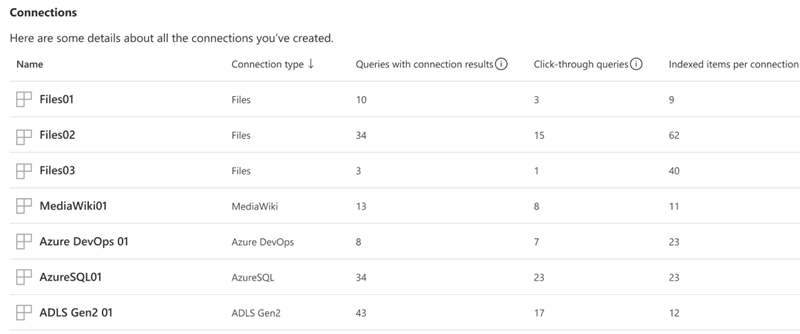 Connections
Here are some details about all the connections you've created.
Name Connection type ↓ Queries with connection results Click-through queries Indexed items per connection
Files01 Files 10 3 9
Files02 Files 34 15 62
Files03 Files 3 1 40
MediaWiki01 MediaWiki 13 8 11
Azure DevOps 01 Azure DevOps 8 7 23
AzureSQL01 AzureSQL 34 23 23
ADLS Gen2 01 ADLS Gen2 43 17 12